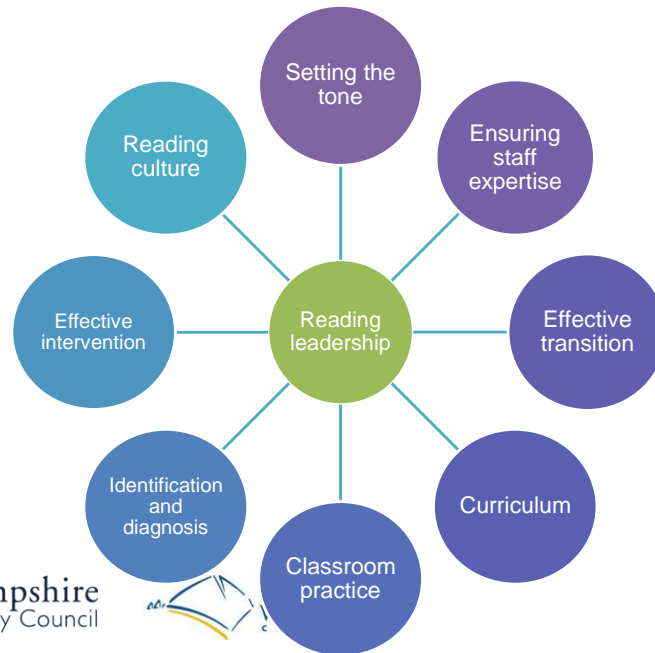 Setting the
tone
Ensuring
staff
expertise
Effective
transition
Curriculum
Classroom
practice
Identification
and
diagnosis
Effective
intervention
Reading
culture
Reading
leadership
mpshire
y Council